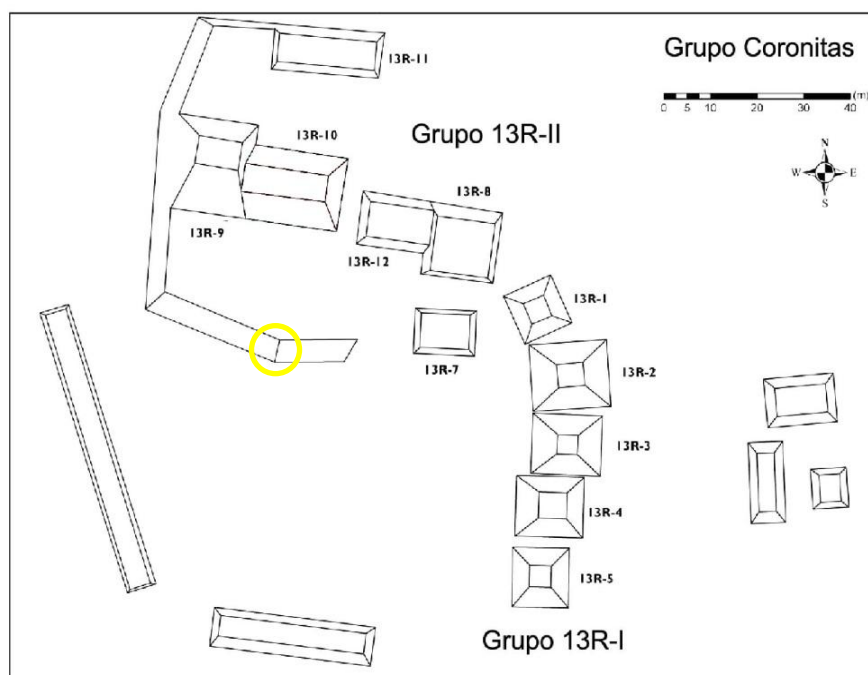 Grupo Coronitas
(m)
0 5 10 20 30 40
13R-11
13R-10
Grupo 13R-II
N
W E
S
13R-8
13R-9
13R-12
13R-1
13R-7
13R-2
13R-3
13R-4
13R-5
Grupo 13R-I